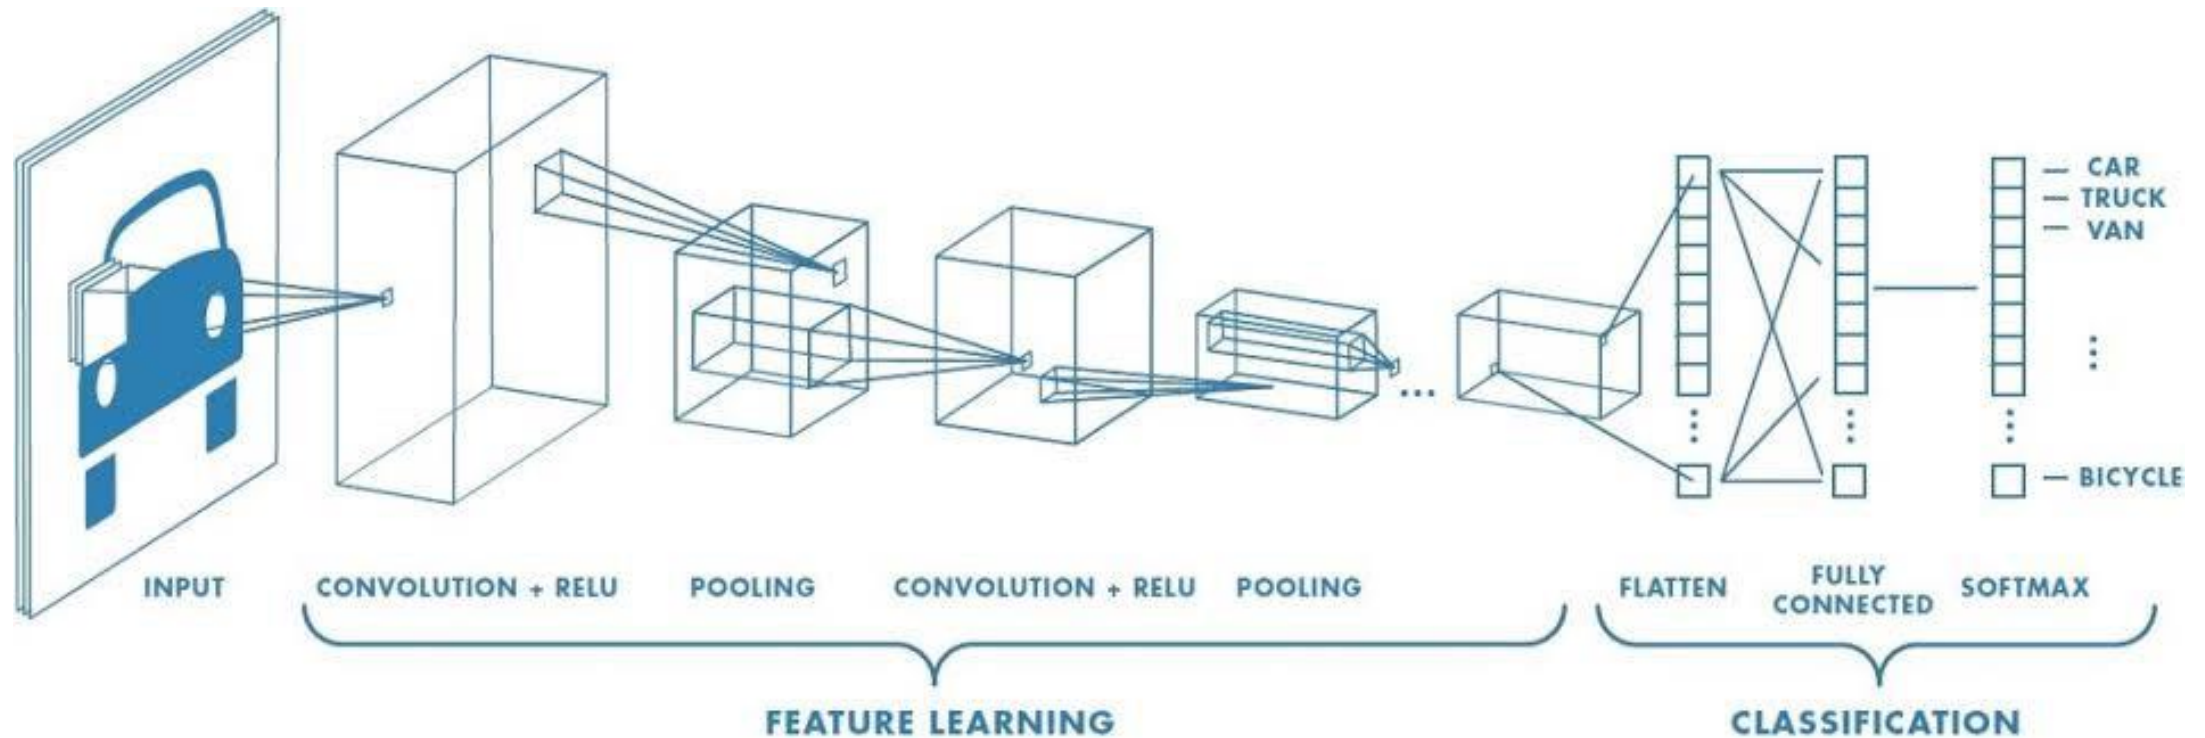 CAR
TRUCK
VAN
BICYCLE
INPUT
CONVOLUTION + RELU
POOLING
CONVOLUTION + RELU
POOLING
FLATTEN
FULLY
CONNECTED
SOFTMAX
FEATURE LEARNING
CLASSIFICATION